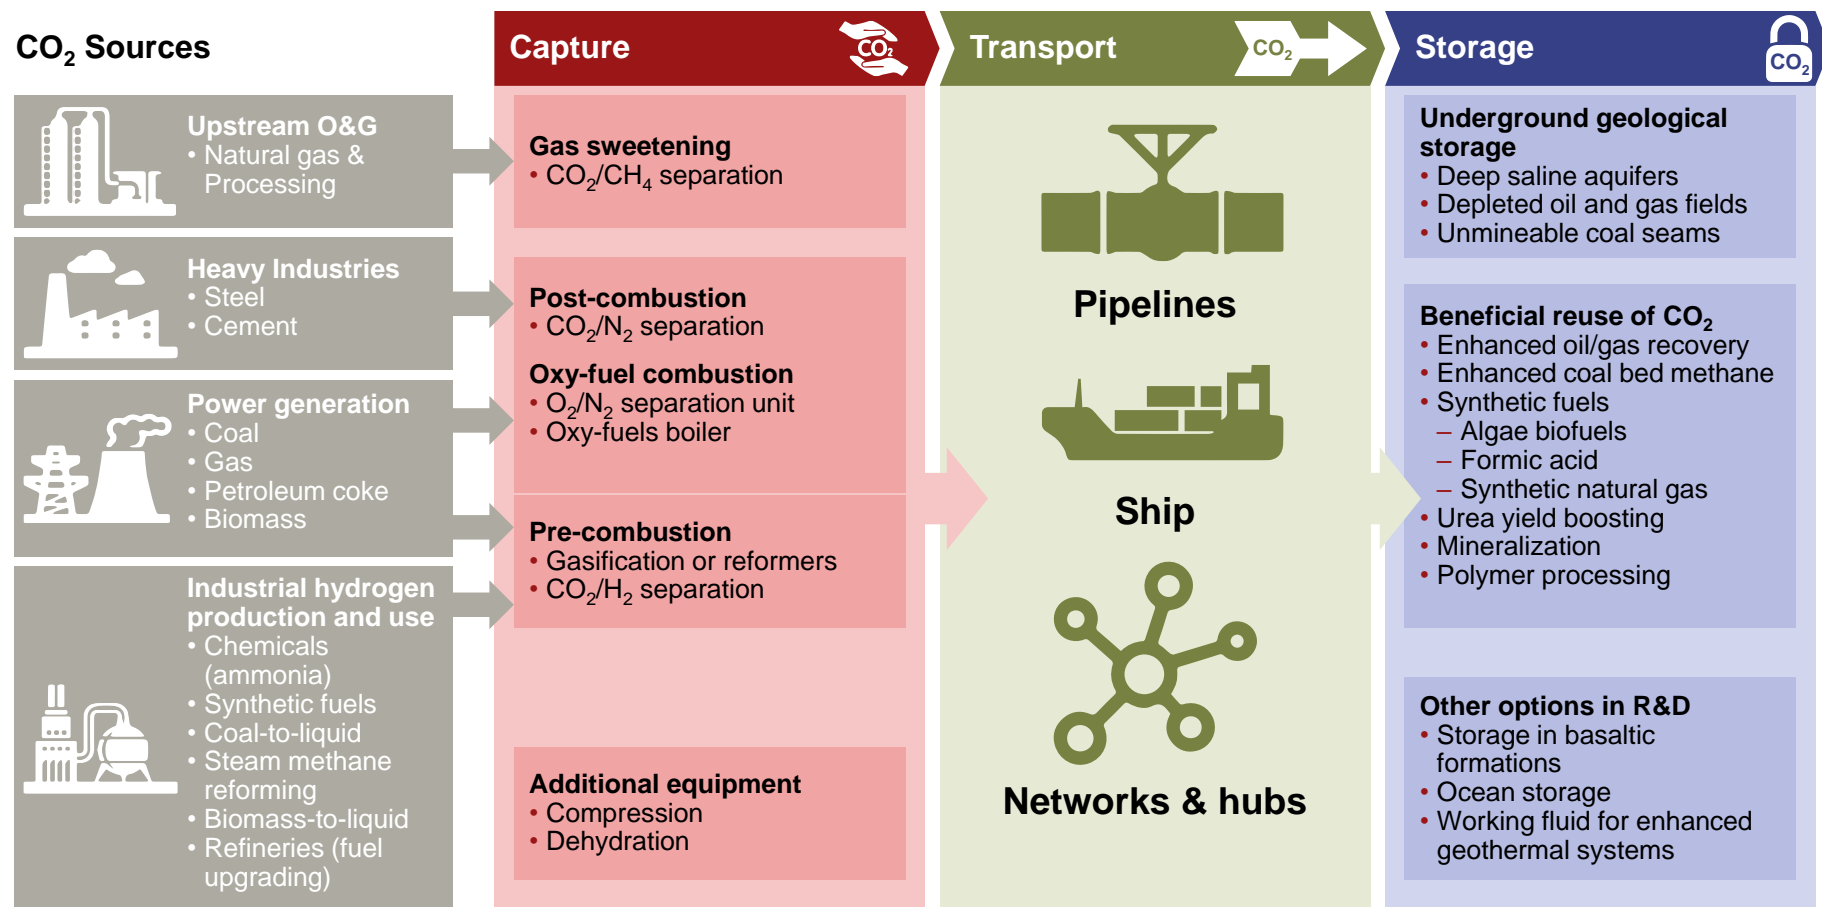 CO₂ Sources
Upstream O&G
• Natural gas &
Processing
Heavy Industries
• Steel
• Cement
Power generation
• Coal
• Gas
• Petroleum coke
• Biomass
Industrial hydrogen
production and use
• Chemicals
(ammonia)
• Synthetic fuels
• Coal-to-liquid
• Steam methane
reforming
• Biomass-to-liquid
• Refineries (fuel
upgrading)
Capture
CO₂
Gas sweetening
• CO₂/CH₄ separation
Post-combustion
• CO₂/N₂ separation
Oxy-fuel combustion
• O₂/N₂ separation unit
• Oxy-fuels boiler
Pre-combustion
• Gasification or reformers
• CO₂/H₂ separation
Additional equipment
• Compression
• Dehydration
Transport
CO₂
Pipelines
Ship
Networks & hubs
Storage
CO₂
Underground geological
storage
• Deep saline aquifers
• Depleted oil and gas fields
• Unmineable coal seams
Beneficial reuse of CO₂
• Enhanced oil/gas recovery
• Enhanced coal bed methane
• Synthetic fuels
– Algae biofuels
– Formic acid
– Synthetic natural gas
• Urea yield boosting
• Mineralization
• Polymer processing
Other options in R&D
• Storage in basaltic
formations
• Ocean storage
• Working fluid for enhanced
geothermal systems